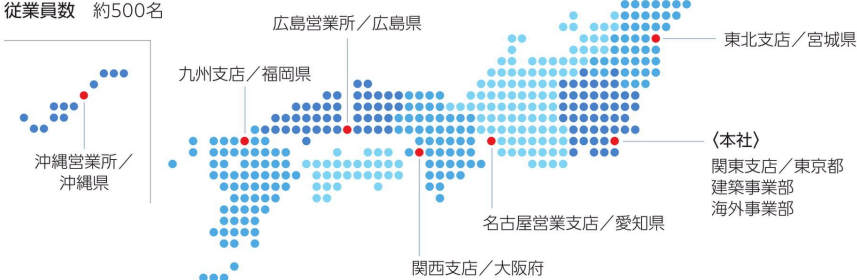 従業員数　約500名
広島営業所／広島県
東北支店／宮城県
九州支店／福岡県
〈本社〉
関東支店／東京都
建築事業部
海外事業部
沖縄営業所／
沖縄県
名古屋営業支店／愛知県
関西支店／大阪府